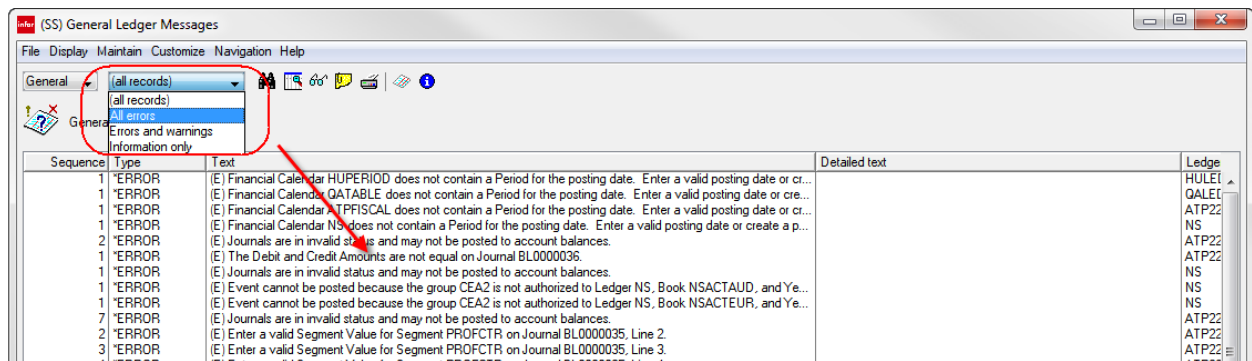 infor (SS) General Ledger Messages
File Display Maintain Customize Navigation Help
General (all records)
(all records)
All errors
Errors and warnings
Information only
Genera
Sequence Type Text Detailed text Ledge
1 *ERROR (E) Financial Calendar HUPERIOD does not contain a Period for the posting date. Enter a valid posting date or cr... HULED
1 *ERROR (E) Financial Calendar QATABLE does not contain a Period for the posting date. Enter a valid posting date or cre... QALED
1 *ERROR (E) Financial Calendar ATPFISCAL does not contain a Period for the posting date. Enter a valid posting date or cr... ATP22
1 *ERROR (E) Financial Calendar NS does not contain a Period for the posting date. Enter a valid posting date or create a p... NS
2 *ERROR (E) Journals are in invalid status and may not be posted to account balances. ATP22
1 *ERROR (E) The Debit and Credit Amounts are not equal on Journal BL0000036. ATP22
1 *ERROR (E) Journals are in invalid status and may not be posted to account balances. NS
1 *ERROR (E) Event cannot be posted because the group CEA2 is not authorized to Ledger NS, Book NSACTAUD, and Ye... NS
1 *ERROR (E) Event cannot be posted because the group CEA2 is not authorized to Ledger NS, Book NSACTEUR, and Ye... NS
7 *ERROR (E) Journals are in invalid status and may not be posted to account balances. ATP22
2 *ERROR (E) Enter a valid Segment Value for Segment PROFCTR on Journal BL0000035, Line 2. ATP22
3 *ERROR (E) Enter a valid Segment Value for Segment PROFCTR on Journal BL0000035, Line 3. ATP22